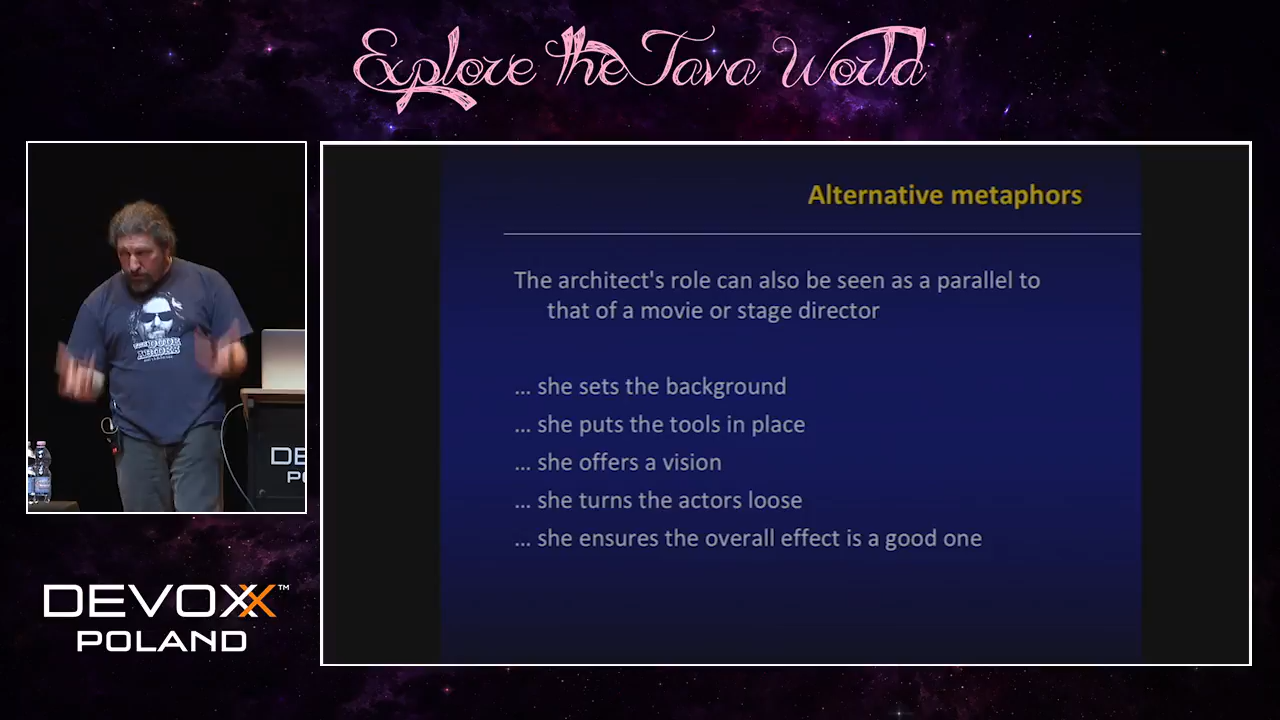 Explore the Java World
Alternative metaphors
The architect's role can also be seen as a parallel to
that of a movie or stage director
... she sets the background
... she puts the tools in place
... she offers a vision
... she turns the actors loose
... she ensures the overall effect is a good one
DE
DEVOXX™
POLAND